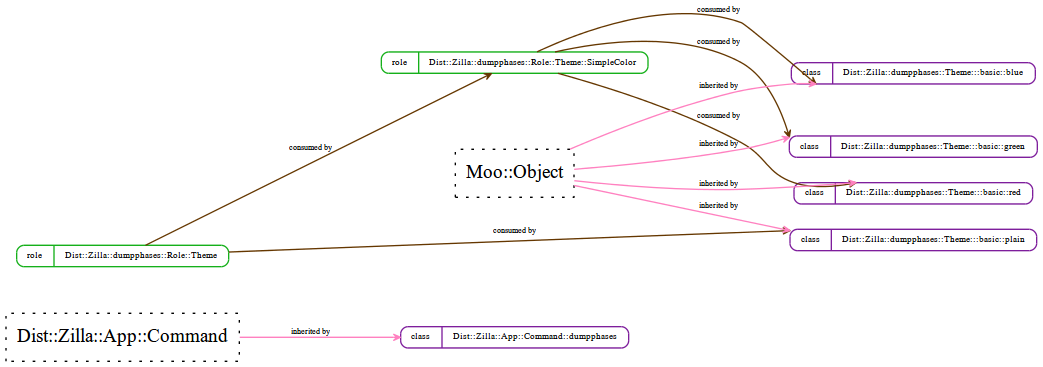 consumed by
role Dist::Zilla::dumpphases::Role::Theme::SimpleColor
consumed by
class Dist::Zilla::dumpphases::Theme::basic::blue
inherited by
consumed by
consumed by
inherited by
class Dist::Zilla::dumpphases::Theme::basic::green
Moo::Object
inherited by
class Dist::Zilla::dumpphases::Theme::basic::red
inherited by
consumed by
class Dist::Zilla::dumpphases::Theme::basic::plain
role Dist::Zilla::dumpphases::Role::Theme
Dist::Zilla::App::Command
inherited by
class Dist::Zilla::App::Command::dumpphases